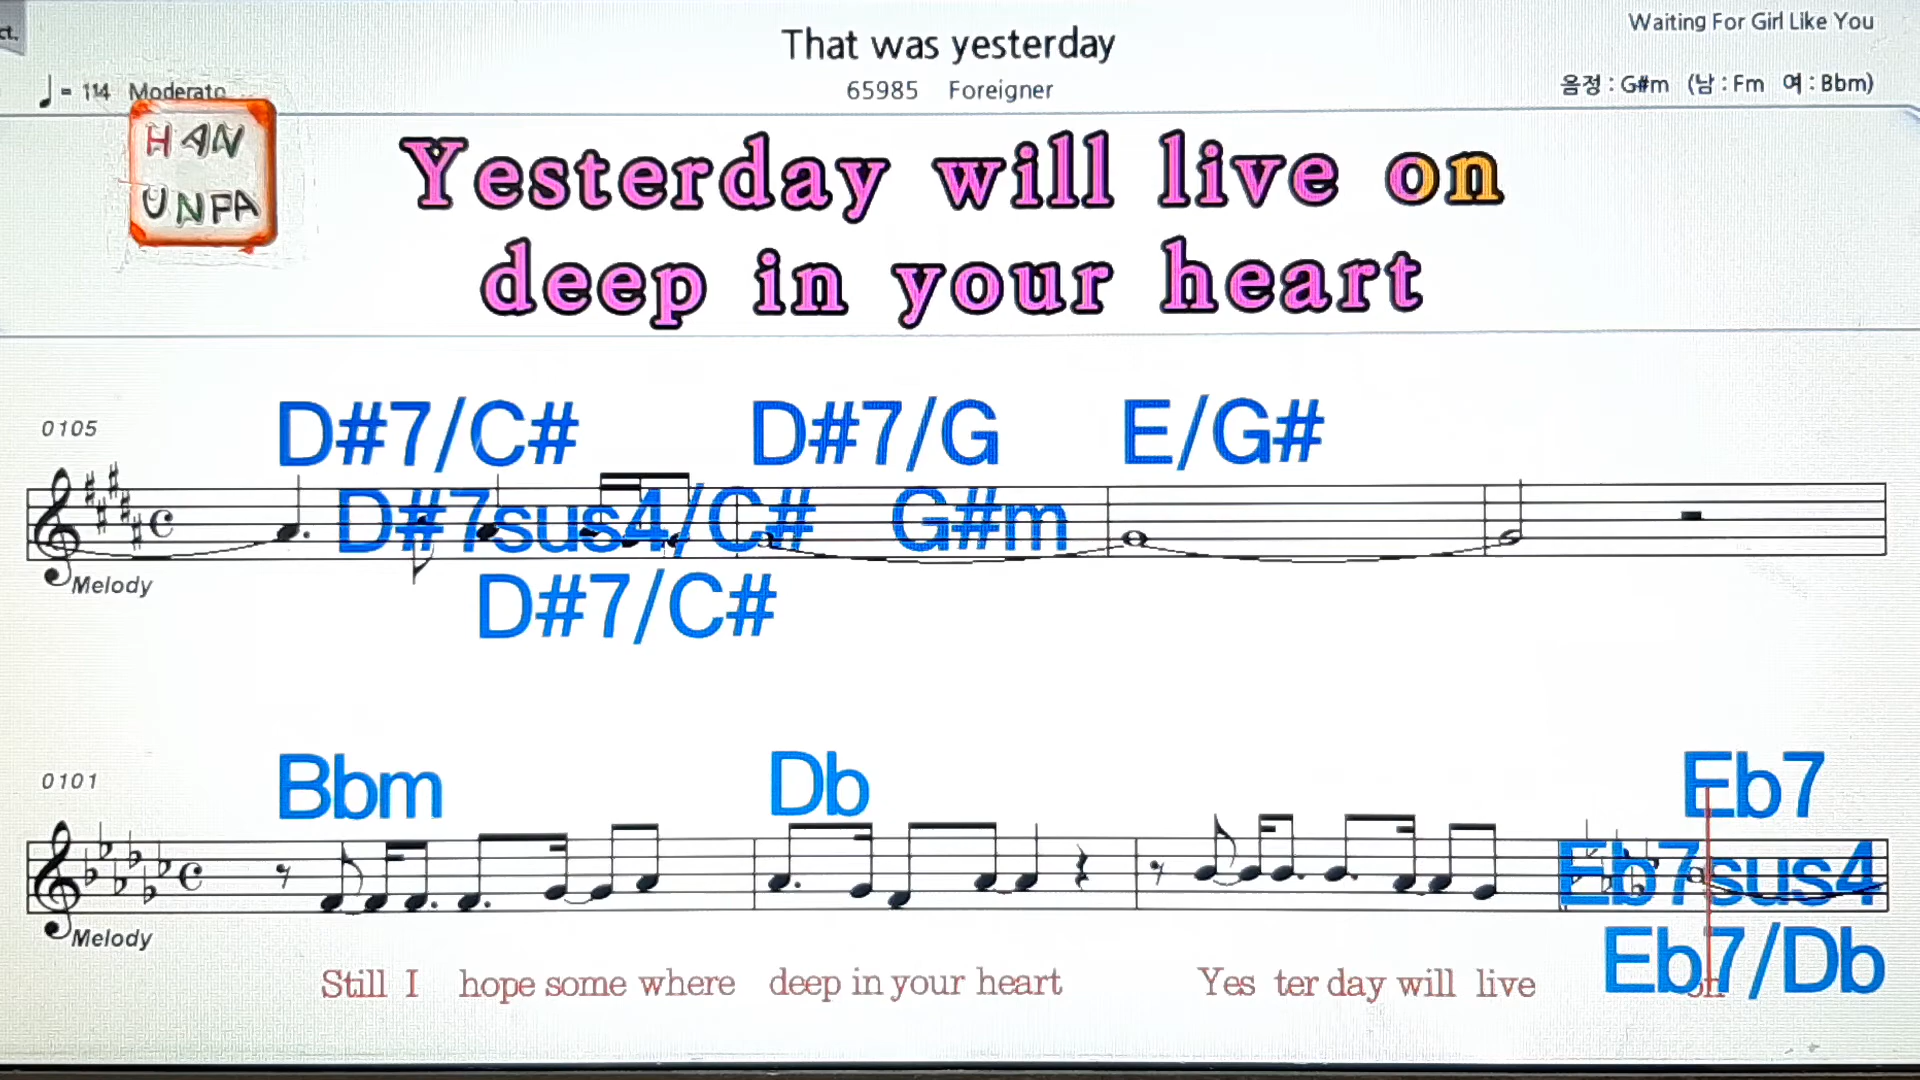 ct.
That was yesterday
Waiting For Girl Like You
= 114 Moderato
65985 Foreigner
음정 : G#m (남 : Fm 여 : Bbm)
HAN
UNFA
Yesterday will live on
deep in your heart
0105
D#7/C# D#7/G E/G#
D#7sus4/C# G#m
Melody
D#7/C#
0101
Bbm Db Eb7
Eb7sus4
Melody
Eb7/Db
Still I hope some where deep in your heart Yes ter day will live on